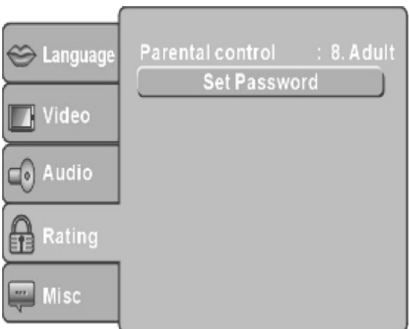 Language
Video
Audio
Rating
Misc
Parental control : 8. Adult
Set Password